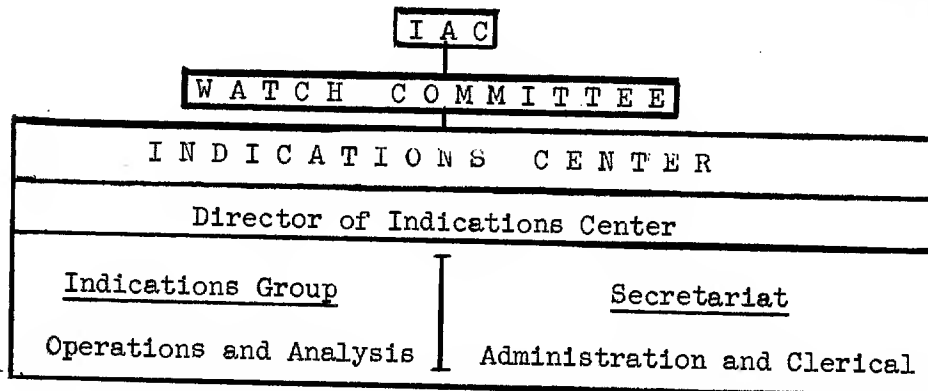 I A C
W A T C H   C O M M I T T E E
I N D I C A T I O N S   C E N T E R
Director of Indications Center
Indications Group
Operations and Analysis
Secretariat
Administration and Clerical